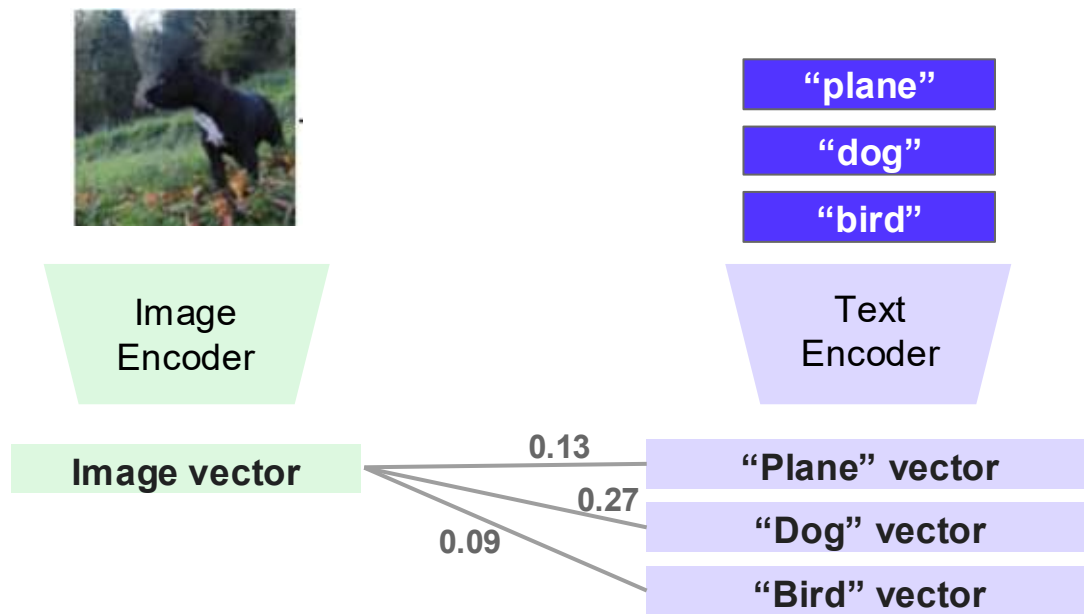 “plane”
“dog”
“bird”
Image
Encoder
Text
Encoder
Image vector
0.13
0.27
0.09
“Plane” vector
“Dog” vector
“Bird” vector